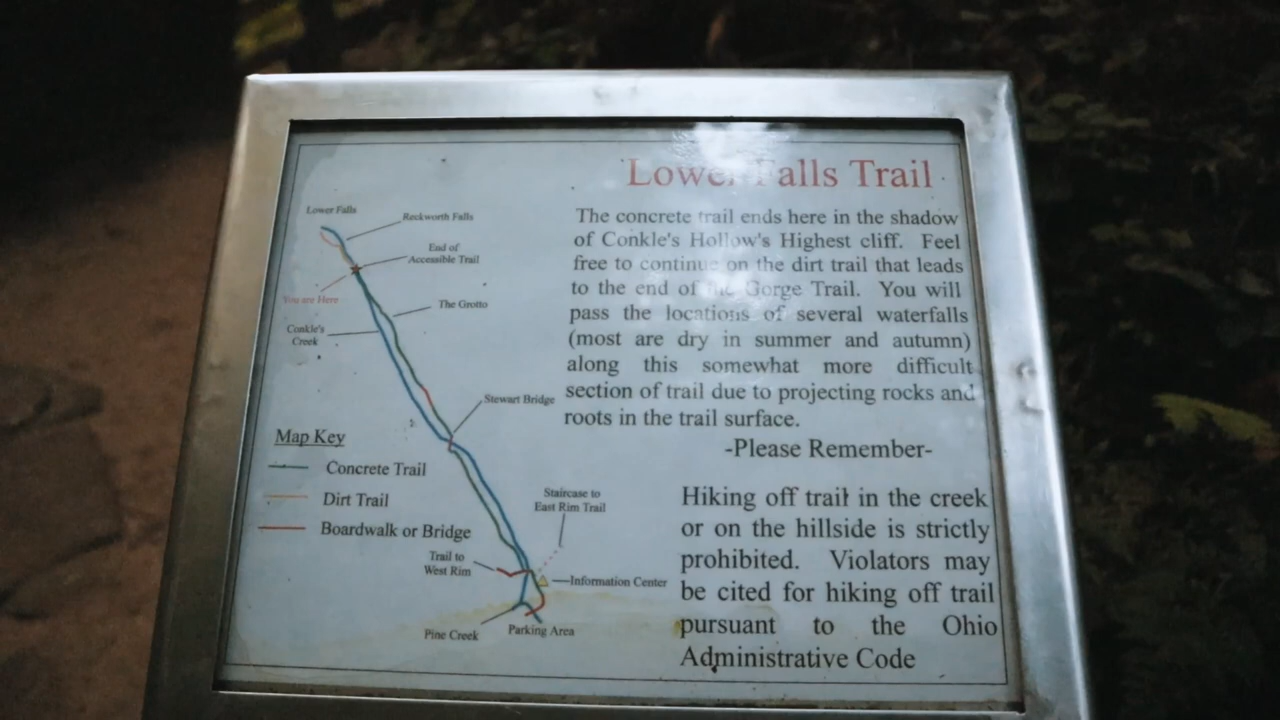 Lower Falls Trail
The concrete trail ends here in the shadow
of Conkle's Hollow's Highest cliff. Feel
free to continue on the dirt trail that leads
to the end of the Gorge Trail. You will
pass the locations of several waterfalls
(most are dry in summer and autumn)
along this somewhat more difficult
section of trail due to projecting rocks and
roots in the trail surface.
-Please Remember-
Hiking off trail in the creek
or on the hillside is strictly
prohibited. Violators may
be cited for hiking off trail
pursuant to the Ohio
Administrative Code
Lower Falls
Reckworth Falls
End of
Accessible Trail
You are Here
The Grotto
Conkle's
Creek
Stewart Bridge
Map Key
Concrete Trail
Dirt Trail
Boardwalk or Bridge
Staircase to
East Rim Trail
Trail to
West Rim
Information Center
Pine Creek
Parking Area